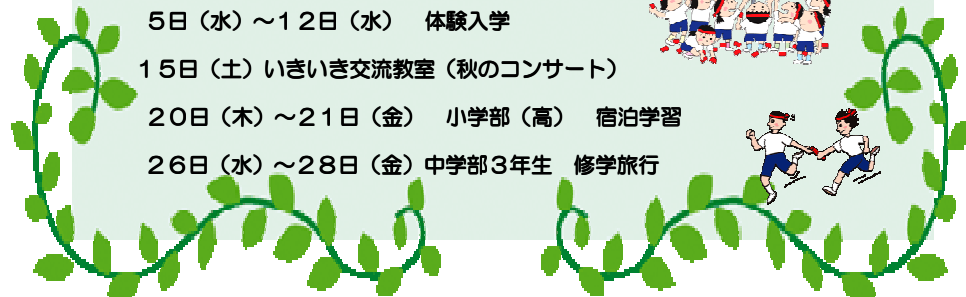 ５日（水）～１２日（水）　体験入学
１５日（土）いきいき交流教室（秋のコンサート）
２０日（木）～２１日（金）　小学部（高）　宿泊学習
２６日（水）～２８日（金）中学部３年生　修学旅行